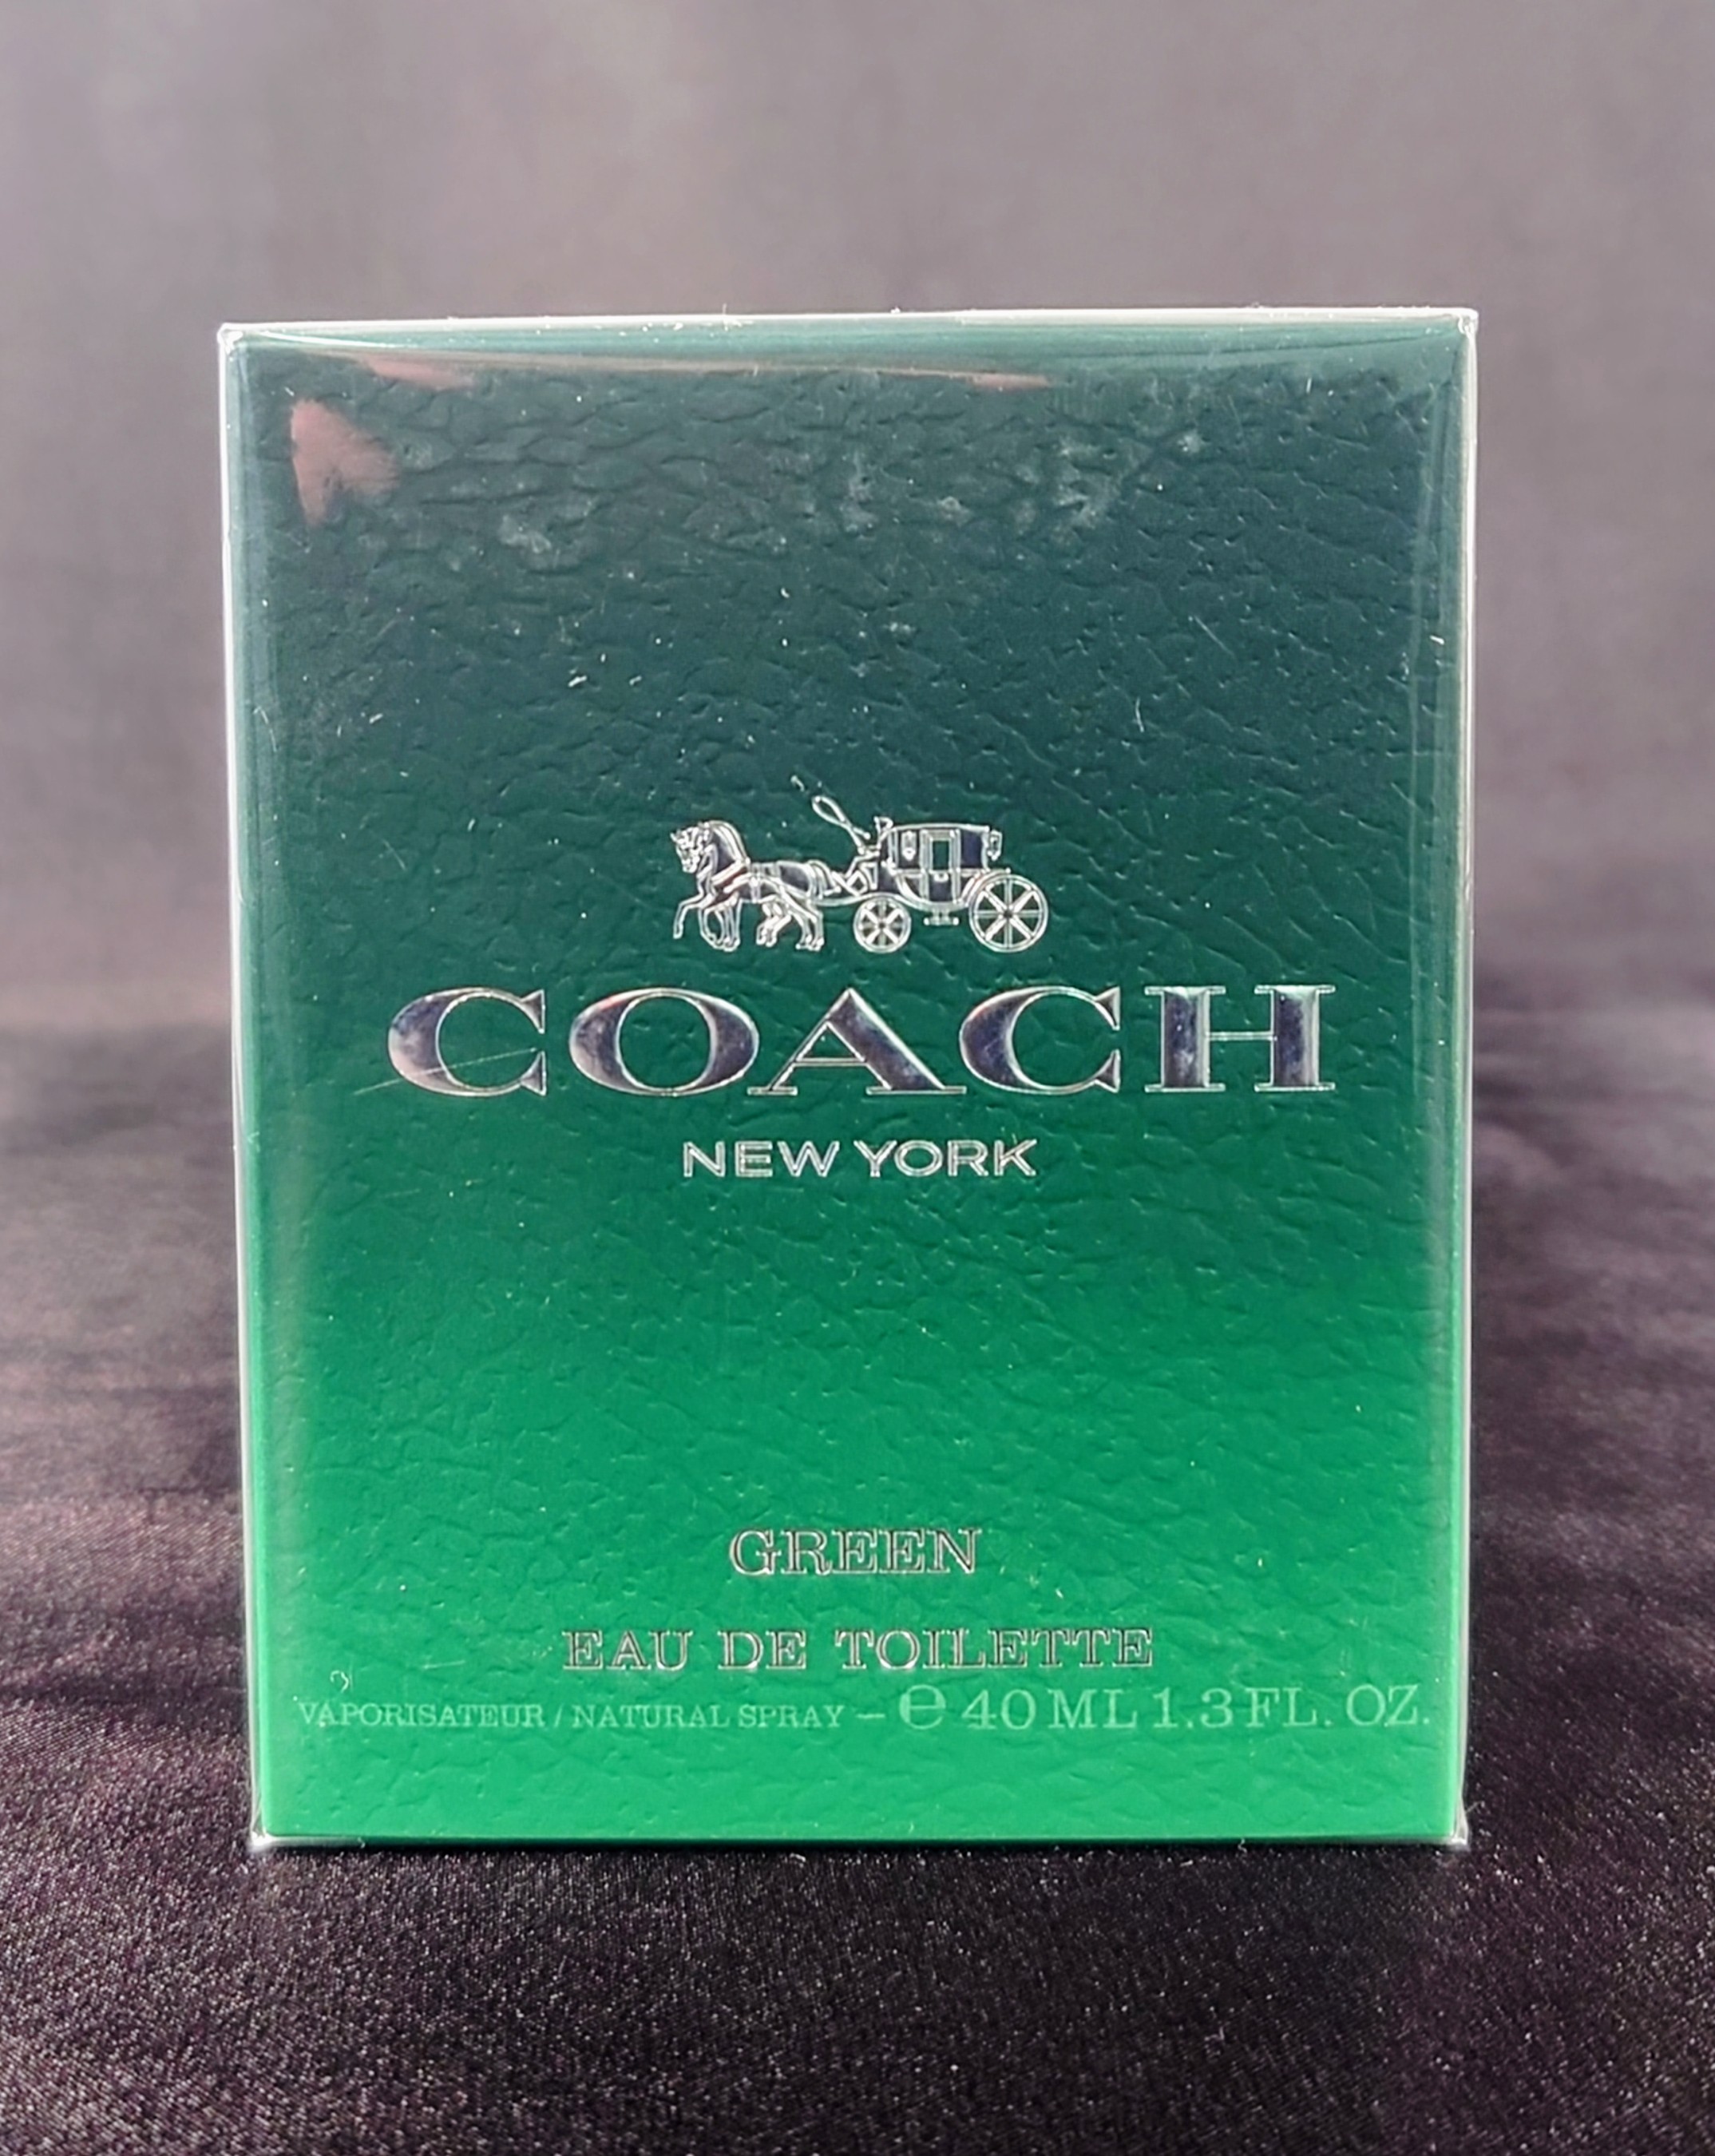 COACH
NEW YORK
GREEN
EAU DE TOILETTE
VAPORISATEUR / NATURAL SPRAY – ℮ 40 ML 1.3 FL. OZ.